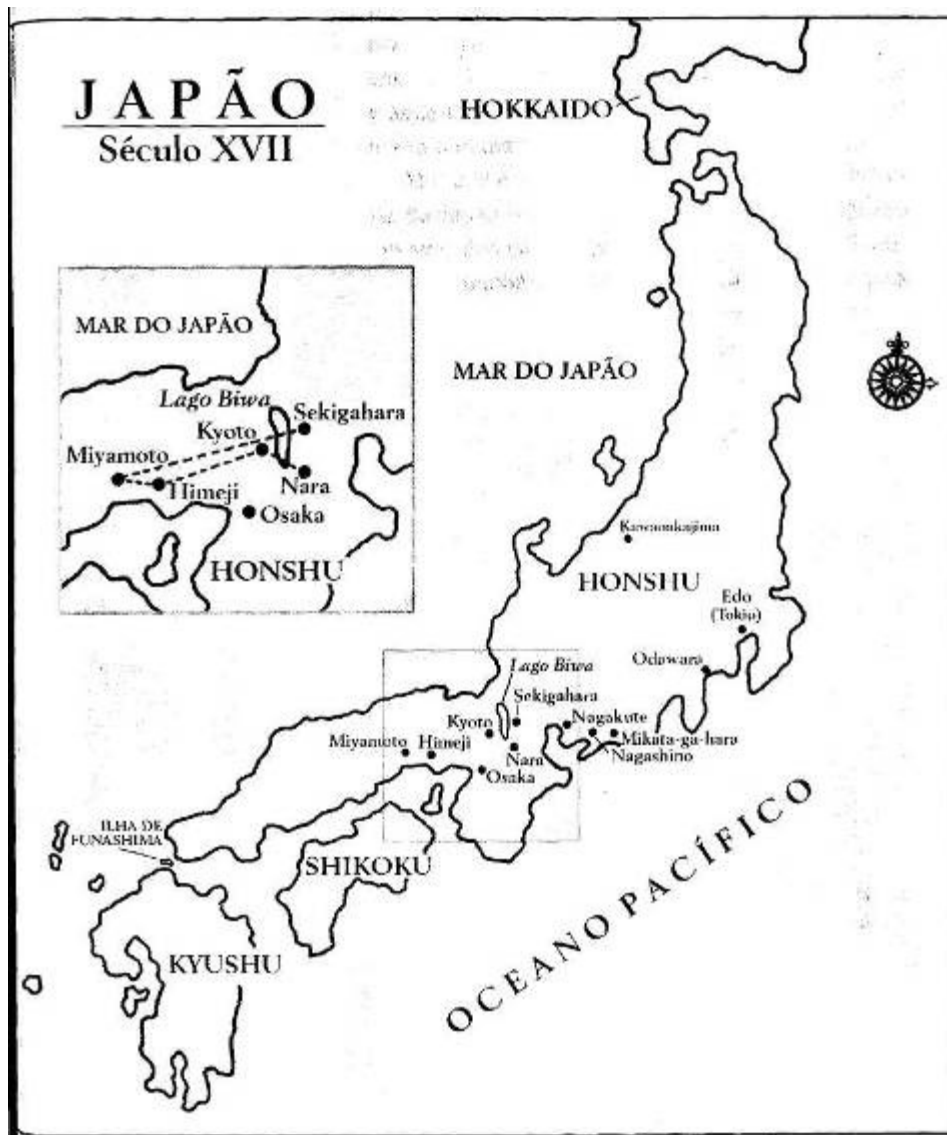 JAPÃO
Século XVII
HOKKAIDO
MAR DO JAPÃO
Lago Biwa
Sekigahara
Kyoto
Miyamoto
Himeji
Nara
Osaka
HONSHU
MAR DO JAPÃO
Kawanakajima
HONSHU
Edo
(Tokio)
Odawara
Lago Biwa
Sekigahara
Kyoto
Nagakute
Miyamoto
Himeji
Mikata-ga-hara
Nara
Nagashino
Osaka
ILHA DE
FUNASHIMA
SHIKOKU
KYUSHU
OCEANO PACÍFICO